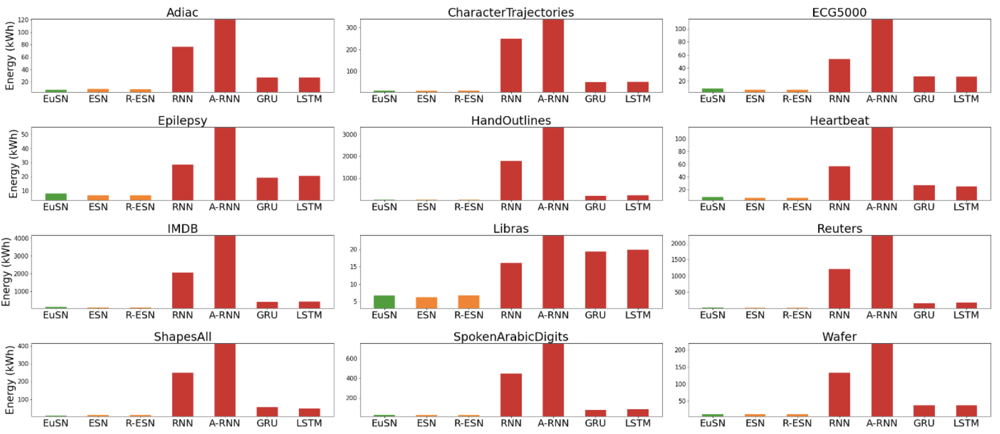 Adiac
Energy (kWh)
120
100
80
60
40
20
EuSN ESN R-ESN RNN A-RNN GRU LSTM
CharacterTrajectories
300
200
100
EuSN ESN R-ESN RNN A-RNN GRU LSTM
ECG5000
100
80
60
40
20
EuSN ESN R-ESN RNN A-RNN GRU LSTM
Epilepsy
Energy (kWh)
50
40
30
20
10
EuSN ESN R-ESN RNN A-RNN GRU LSTM
HandOutlines
3000
2000
1000
EuSN ESN R-ESN RNN A-RNN GRU LSTM
Heartbeat
100
80
60
40
20
EuSN ESN R-ESN RNN A-RNN GRU LSTM
IMDB
Energy (kWh)
4000
3000
2000
1000
EuSN ESN R-ESN RNN A-RNN GRU LSTM
Libras
20
15
10
5
EuSN ESN R-ESN RNN A-RNN GRU LSTM
Reuters
2000
1500
1000
500
EuSN ESN R-ESN RNN A-RNN GRU LSTM
ShapesAll
Energy (kWh)
400
300
200
100
EuSN ESN R-ESN RNN A-RNN GRU LSTM
SpokenArabicDigits
600
400
200
EuSN ESN R-ESN RNN A-RNN GRU LSTM
Wafer
200
150
100
50
EuSN ESN R-ESN RNN A-RNN GRU LSTM